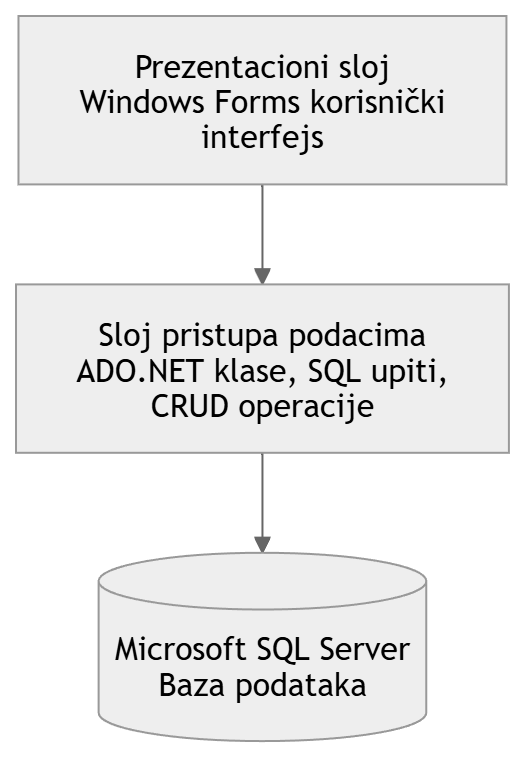 Prezentacioni sloj
Windows Forms korisnički
interfejs
Sloj pristupa podacima
ADO.NET klase, SQL upiti,
CRUD operacije
Microsoft SQL Server
Baza podataka